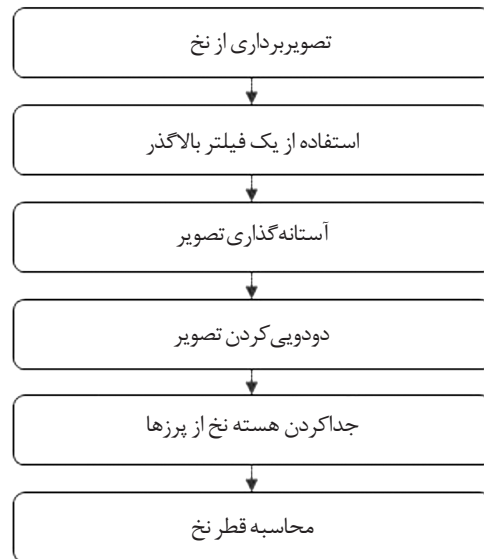 تصویربرداری از نخ
استفاده از یک فیلتر بالاگذر
آستانه‌گذاری تصویر
دودویی‌کردن تصویر
جداکردن هسته نخ از پرزها
محاسبه قطر نخ